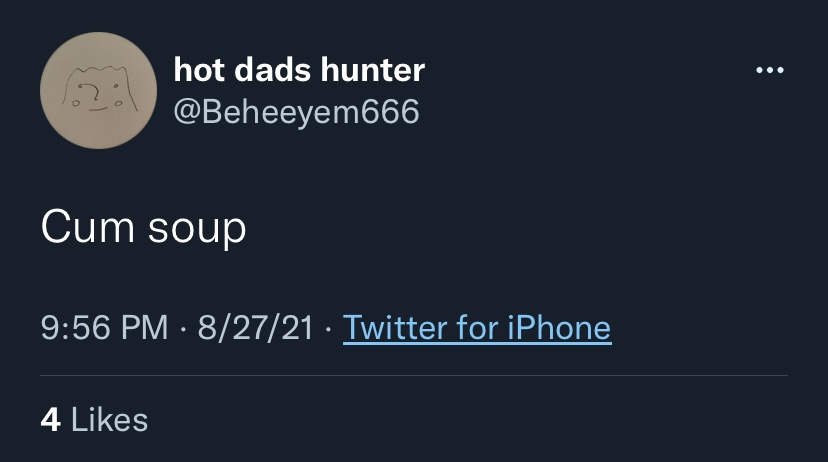 hot dads hunter
@Beheeyem666
Cum soup
9:56 PM · 8/27/21 · Twitter for iPhone
4 Likes